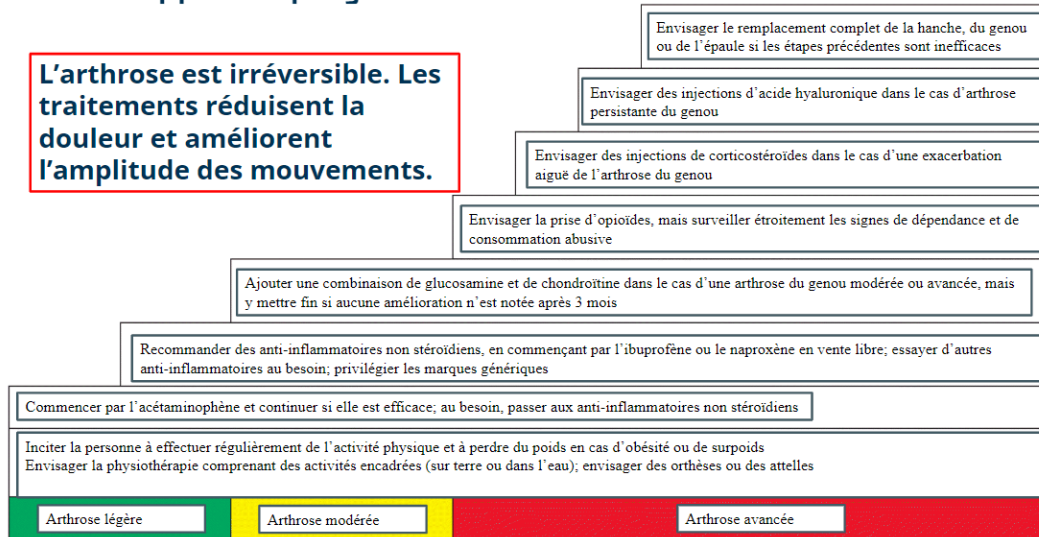 L'arthrose est irréversible. Les
traitements réduisent la
douleur et améliorent
l'amplitude des mouvements.
Envisager le remplacement complet de la hanche, du genou
ou de l'épaule si les étapes précédentes sont inefficaces
Envisager des injections d'acide hyaluronique dans le cas d'arthrose
persistante du genou
Envisager des injections de corticostéroïdes dans le cas d'une exacerbation
aiguë de l'arthrose du genou
Envisager la prise d'opioïdes, mais surveiller étroitement les signes de dépendance et de
consommation abusive
Ajouter une combinaison de glucosamine et de chondroïtine dans le cas d'une arthrose du genou modérée ou avancée, mais
y mettre fin si aucune amélioration n'est notée après 3 mois
Recommander des anti-inflammatoires non stéroïdiens, en commençant par l'ibuprofène ou le naproxène en vente libre; essayer d'autres
anti-inflammatoires au besoin; privilégier les marques génériques
Commencer par l'acétaminophène et continuer si elle est efficace; au besoin, passer aux anti-inflammatoires non stéroïdiens
Inciter la personne à effectuer régulièrement de l'activité physique et à perdre du poids en cas d'obésité ou de surpoids
Envisager la physiothérapie comprenant des activités encadrées (sur terre ou dans l'eau); envisager des orthèses ou des attelles
Arthrose légère
Arthrose modérée
Arthrose avancée